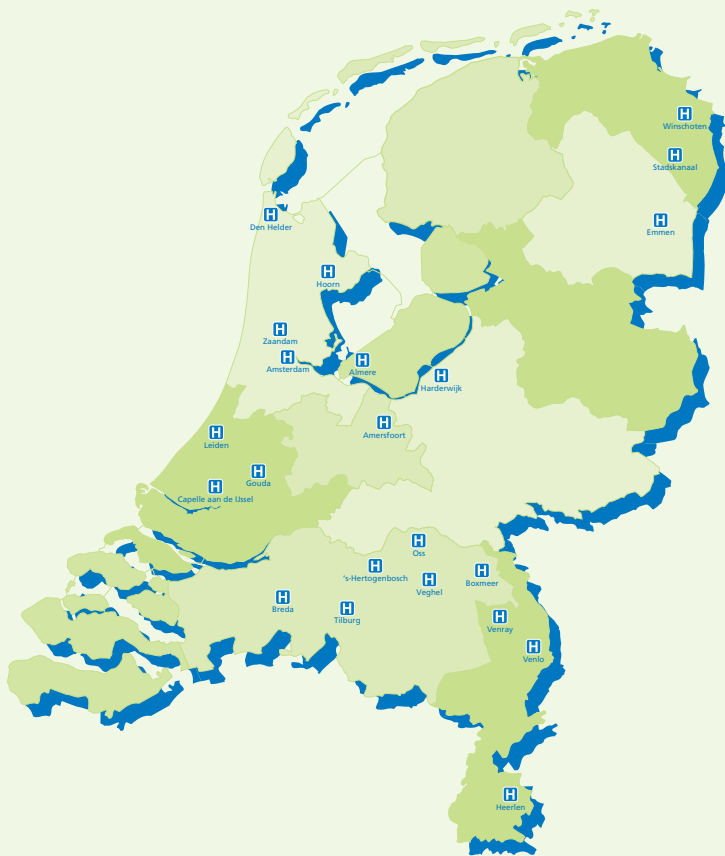 H
Winschoten
H
Stadskanaal
H
Den Helder
H
Emmen
H
Hoorn
H
Zaandam
H
Amsterdam
H
Almere
H
Harderwijk
H
Leiden
H
Amersfoort
H
Gouda
H
Capelle aan de IJssel
H
Oss
H
's-Hertogenbosch
H
Veghel
H
Boxmeer
H
Breda
H
Tilburg
H
Venray
H
Venlo
H
Heerlen